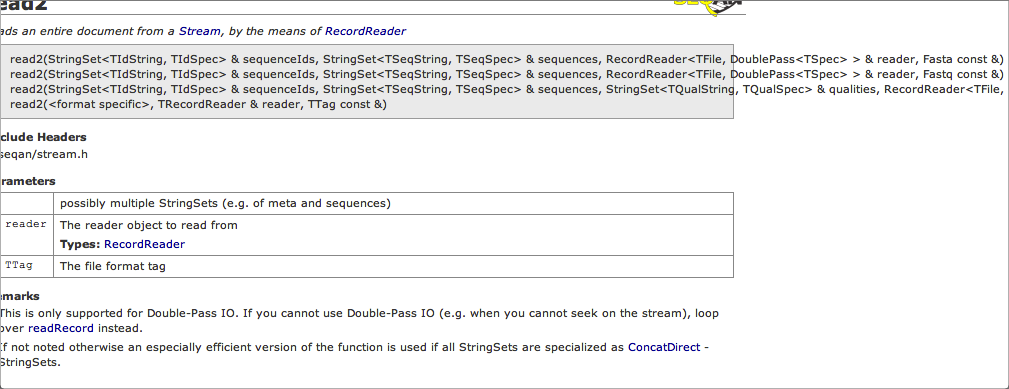 ead2
ads an entire document from a Stream, by the means of RecordReader
read2(StringSet<TIdString, TIdSpec> & sequenceIds, StringSet<TSeqString, TSeqSpec> & sequences, RecordReader<TFile, DoublePass<TSpec> > & reader, Fasta const &)
read2(StringSet<TIdString, TIdSpec> & sequenceIds, StringSet<TSeqString, TSeqSpec> & sequences, RecordReader<TFile, DoublePass<TSpec> > & reader, Fastq const &)
read2(StringSet<TIdString, TIdSpec> & sequenceIds, StringSet<TSeqString, TSeqSpec> & sequences, StringSet<TQualString, TQualSpec> & qualities, RecordReader<TFile,
read2(<format specific>, TRecordReader & reader, TTag const &)
clude Headers
seqan/stream.h
rameters
possibly multiple StringSets (e.g. of meta and sequences)
reader The reader object to read from
Types: RecordReader
TTag The file format tag
marks
This is only supported for Double-Pass IO. If you cannot use Double-Pass IO (e.g. when you cannot seek on the stream), loop
over readRecord instead.
If not noted otherwise an especially efficient version of the function is used if all StringSets are specialized as ConcatDirect -
StringSets.